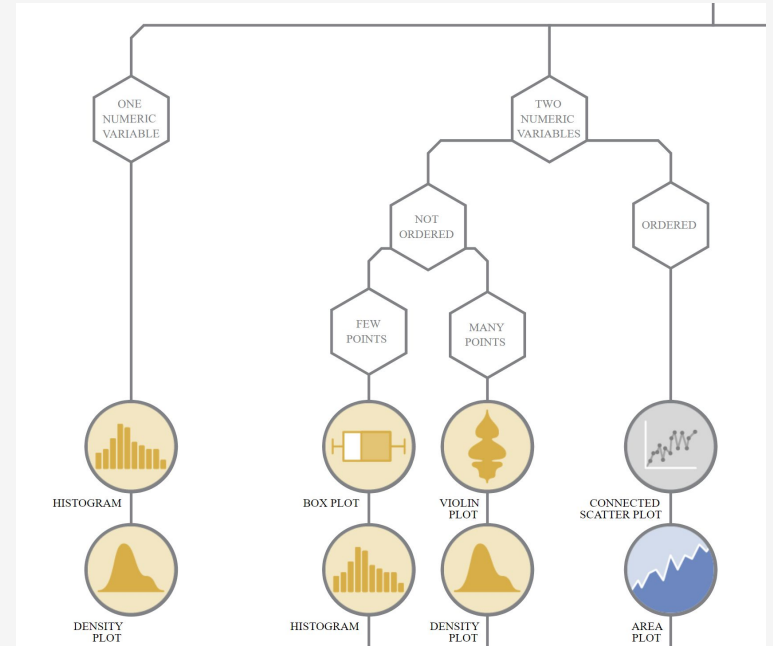 ONE
NUMERIC
VARIABLE
TWO
NUMERIC
VARIABLES
NOT
ORDERED
ORDERED
FEW
POINTS
MANY
POINTS
HISTOGRAM
BOX PLOT
VIOLIN
PLOT
CONNECTED
SCATTER PLOT
DENSITY
PLOT
HISTOGRAM
DENSITY
PLOT
AREA
PLOT